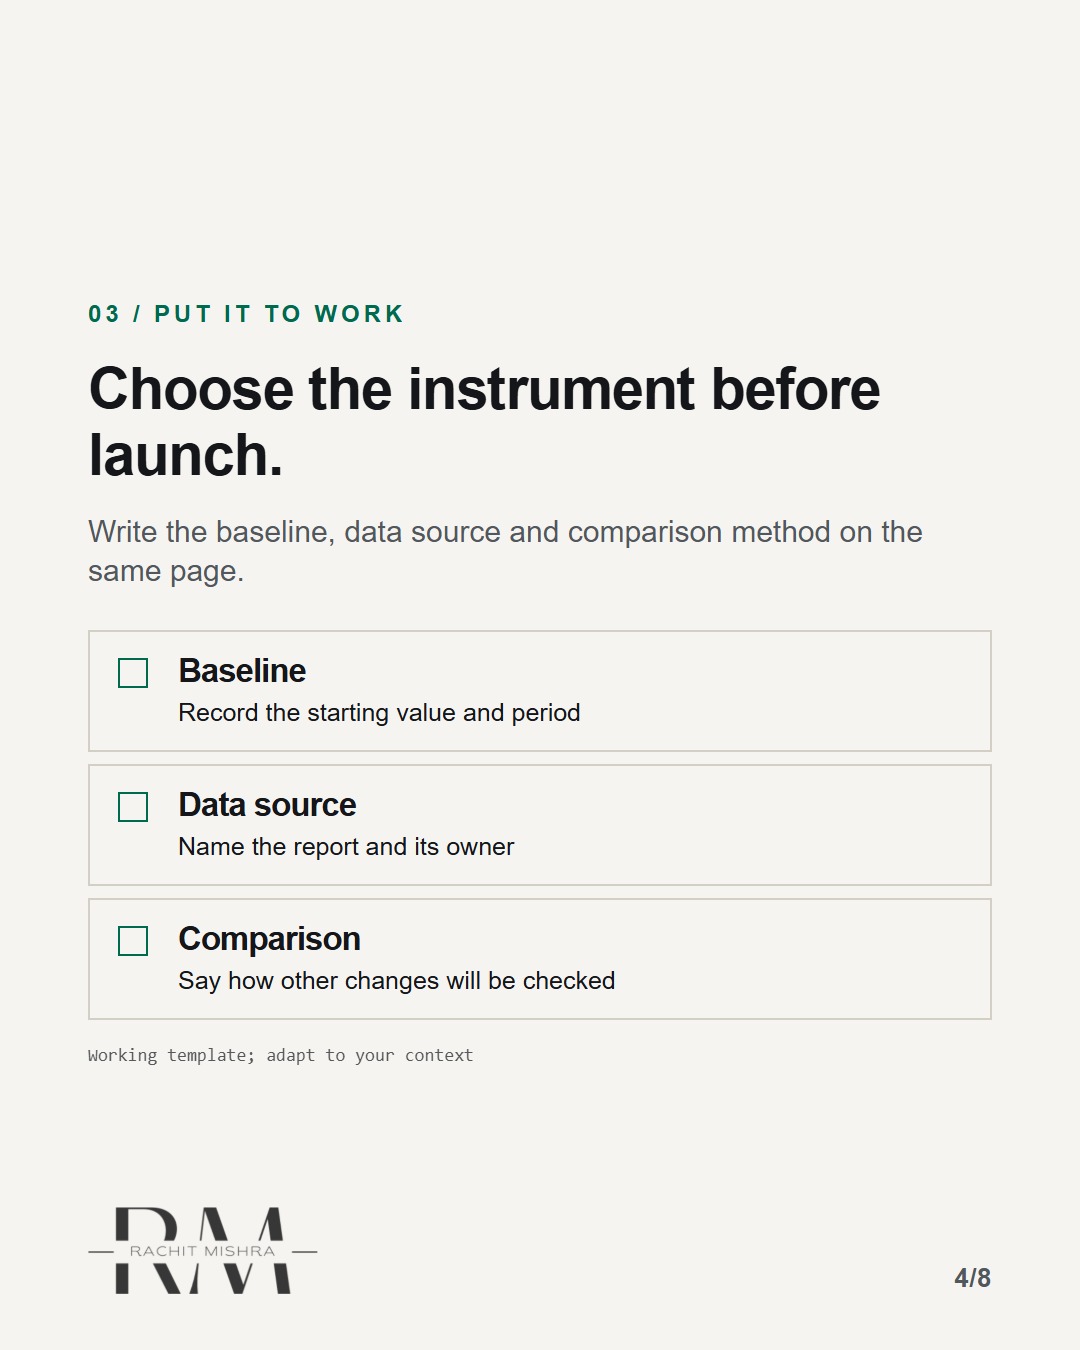 03 / PUT IT TO WORK
Choose the instrument before
launch.
Write the baseline, data source and comparison method on the
same page.
Baseline
Record the starting value and period
Data source
Name the report and its owner
Comparison
Say how other changes will be checked
Working template; adapt to your context
RM
RACHIT MISHRA
4/8